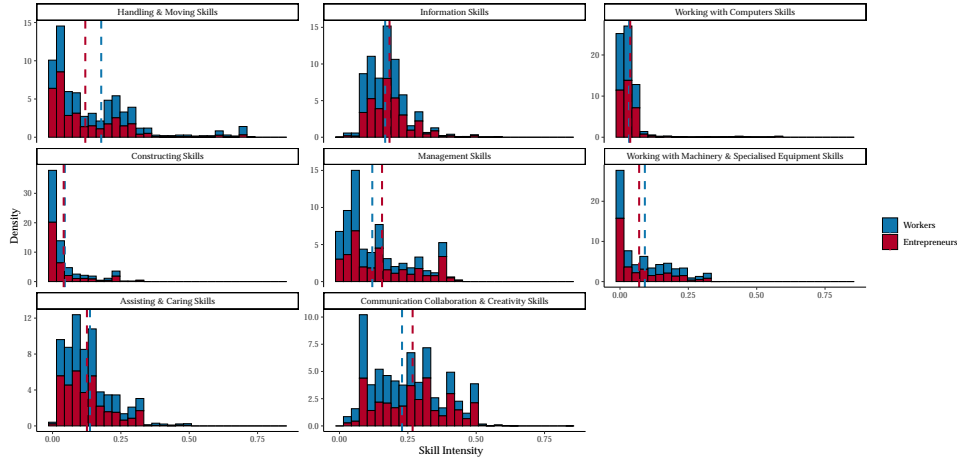 Handling & Moving Skills
Information Skills
Working with Computers Skills
15
10
5
0
15
10
5
0
20
10
0
Constructing Skills
Management Skills
Working with Machinery & Specialised Equipment Skills
30
20
10
0
15
10
5
0
20
10
0
0.00 0.25 0.50 0.75
Assisting & Caring Skills
Communication Collaboration & Creativity Skills
12
8
4
0
10.0
7.5
5.0
2.5
0.0
0.00 0.25 0.50 0.75
0.00 0.25 0.50 0.75
Density
Skill Intensity
Workers
Entrepreneurs